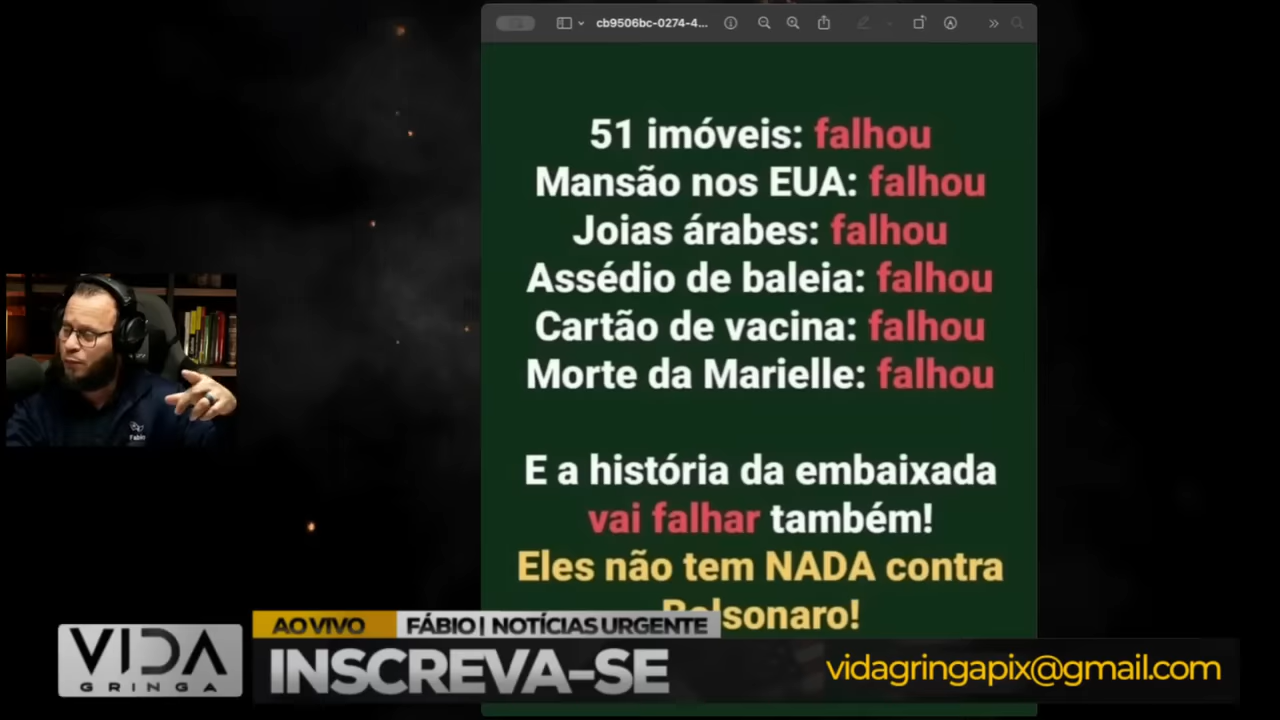 cb9506bc-0274-4...
51 imóveis: falhou
Mansão nos EUA: falhou
Joias árabes: falhou
Assédio de baleia: falhou
Cartão de vacina: falhou
Morte da Marielle: falhou
E a história da embaixada
vai falhar também!
Eles não tem NADA contra
Bolsonaro!
Fabio
VIDA
GRINGA
AO VIVO
FÁBIO | NOTÍCIAS URGENTE
INSCREVA-SE
vidagringapix@gmail.com